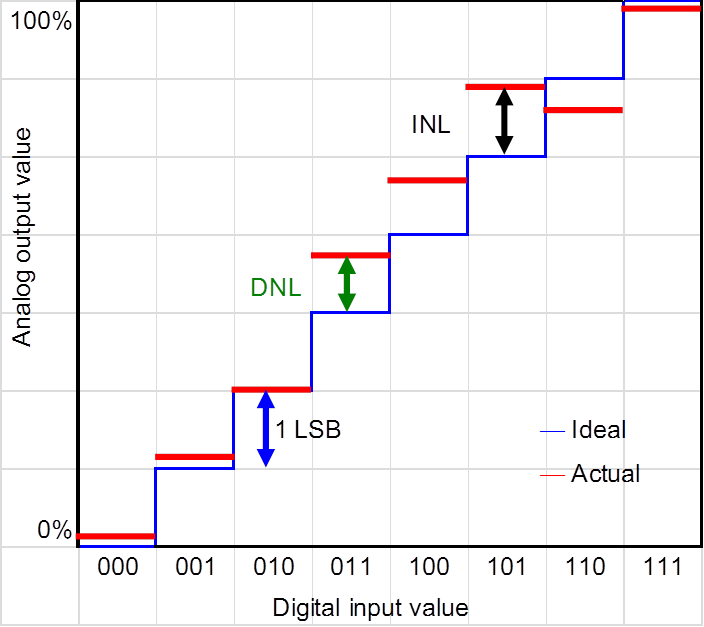 100%
INL
Analog output value
DNL
1 LSB
Ideal
Actual
0%
000 001 010 011 100 101 110 111
Digital input value